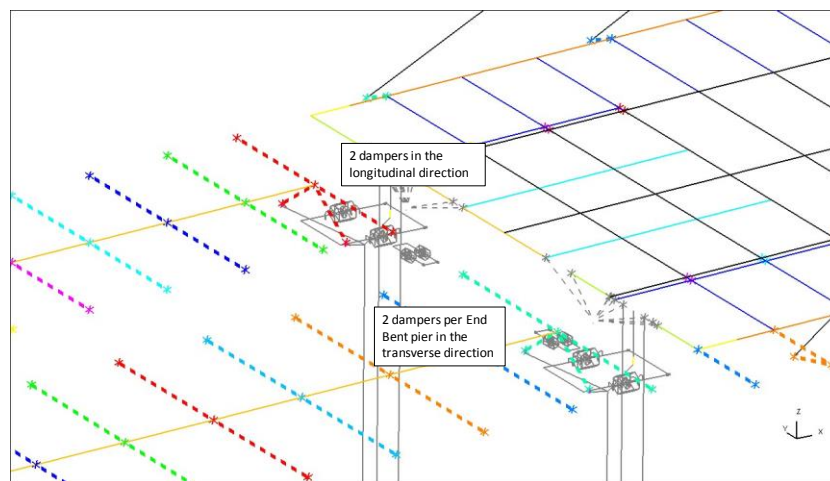 2 dampers in the
longitudinal direction
2 dampers per End
Bent pier in the
transverse direction
Z
Y
X